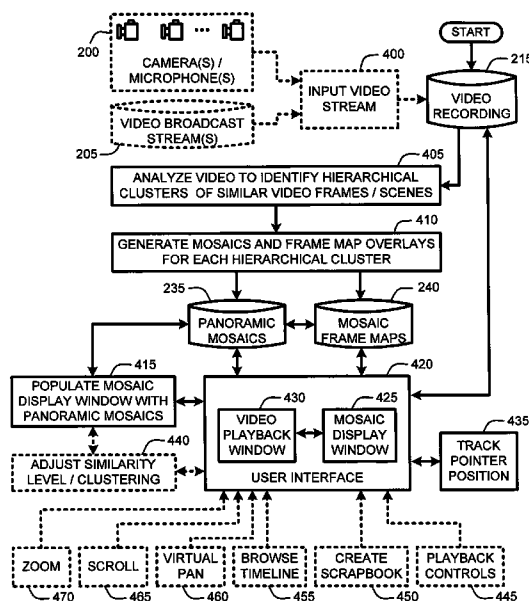 200
CAMERA(S) /
MICROPHONE(S)
VIDEO BROADCAST
STREAM(S)
205
400
INPUT VIDEO
STREAM
START
215
VIDEO
RECORDING
405
ANALYZE VIDEO TO IDENTIFY HIERARCHICAL
CLUSTERS OF SIMILAR VIDEO FRAMES / SCENES
410
GENERATE MOSAICS AND FRAME MAP OVERLAYS
FOR EACH HIERARCHICAL CLUSTER
235
PANORAMIC
MOSAICS
240
MOSAIC
FRAME MAPS
415
POPULATE MOSAIC
DISPLAY WINDOW WITH
PANORAMIC MOSAICS
420
430
VIDEO
PLAYBACK
WINDOW
425
MOSAIC
DISPLAY
WINDOW
USER INTERFACE
435
TRACK
POINTER
POSITION
440
ADJUST SIMILARITY
LEVEL / CLUSTERING
ZOOM
470
SCROLL
465
VIRTUAL
PAN
460
BROWSE
TIMELINE
455
CREATE
SCRAPBOOK
450
PLAYBACK
CONTROLS
445